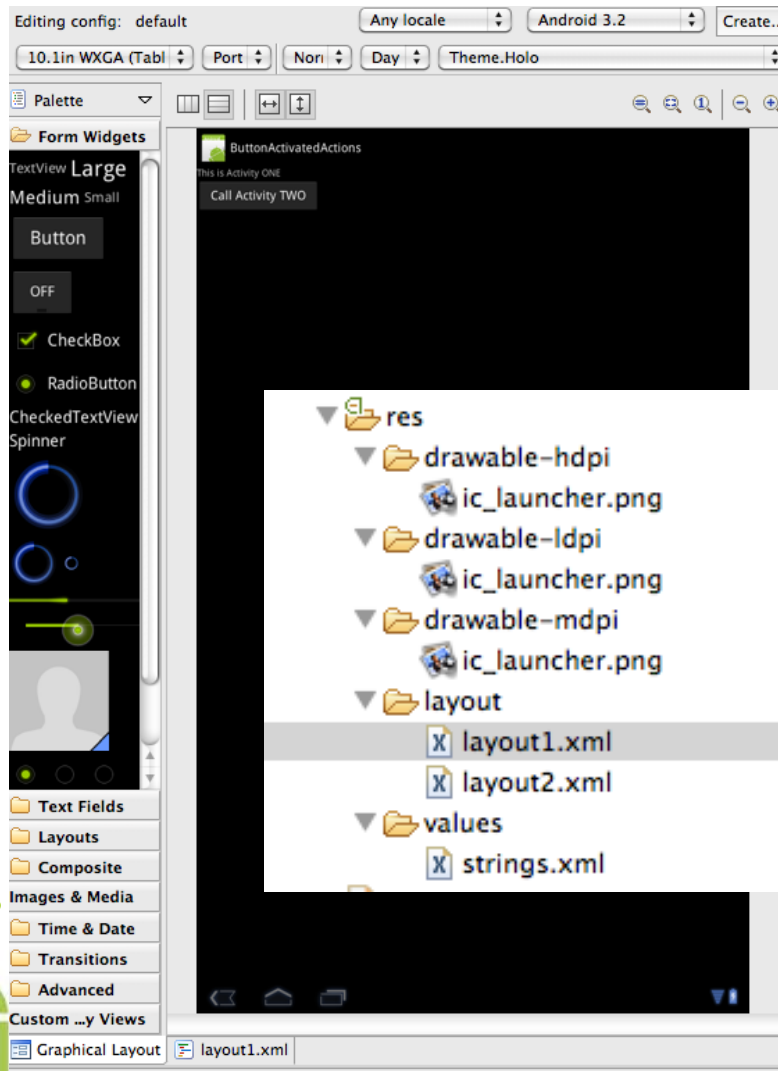 Editing config: default Any locale Android 3.2 Create...
10.1in WXGA (Tabl Port Nori Day Theme.Holo
Palette
Form Widgets
TextView Large
Medium Small
Button
OFF
CheckBox
RadioButton
CheckedTextView
Spinner
Text Fields
Layouts
Composite
Images & Media
Time & Date
Transitions
Advanced
Custom ...y Views
ButtonActivatedActions
This is Activity ONE
Call Activity TWO
res
drawable-hdpi
ic_launcher.png
drawable-ldpi
ic_launcher.png
drawable-mdpi
ic_launcher.png
layout
layout1.xml
layout2.xml
values
strings.xml
Graphical Layout layout1.xml